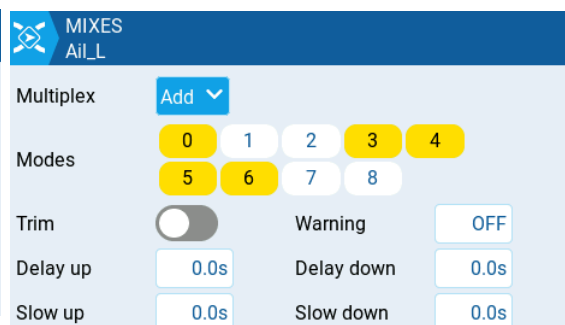 MIXES
Ail_L
Multiplex Add
Modes 0 1 2 3 4
5 6 7 8
Trim Warning OFF
Delay up 0.0s Delay down 0.0s
Slow up 0.0s Slow down 0.0s